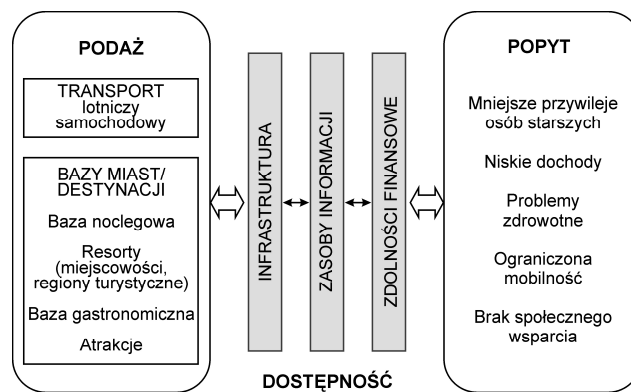 PODAŻ
TRANSPORT
lotniczy
samochodowy
BAZY MIAST/
DESTYNACJI
Baza noclegowa
Resorty
(miejscowości,
regiony turystyczne)
Baza gastronomiczna
Atrakcje
INFRASTRUKTURA
ZASOBY INFORMACJI
ZDOLNOŚCI FINANSOWE
DOSTĘPNOŚĆ
POPYT
Mniejsze przywileje
osób starszych
Niskie dochody
Problemy
zdrowotne
Ograniczona
mobilność
Brak społecznego
wsparcia